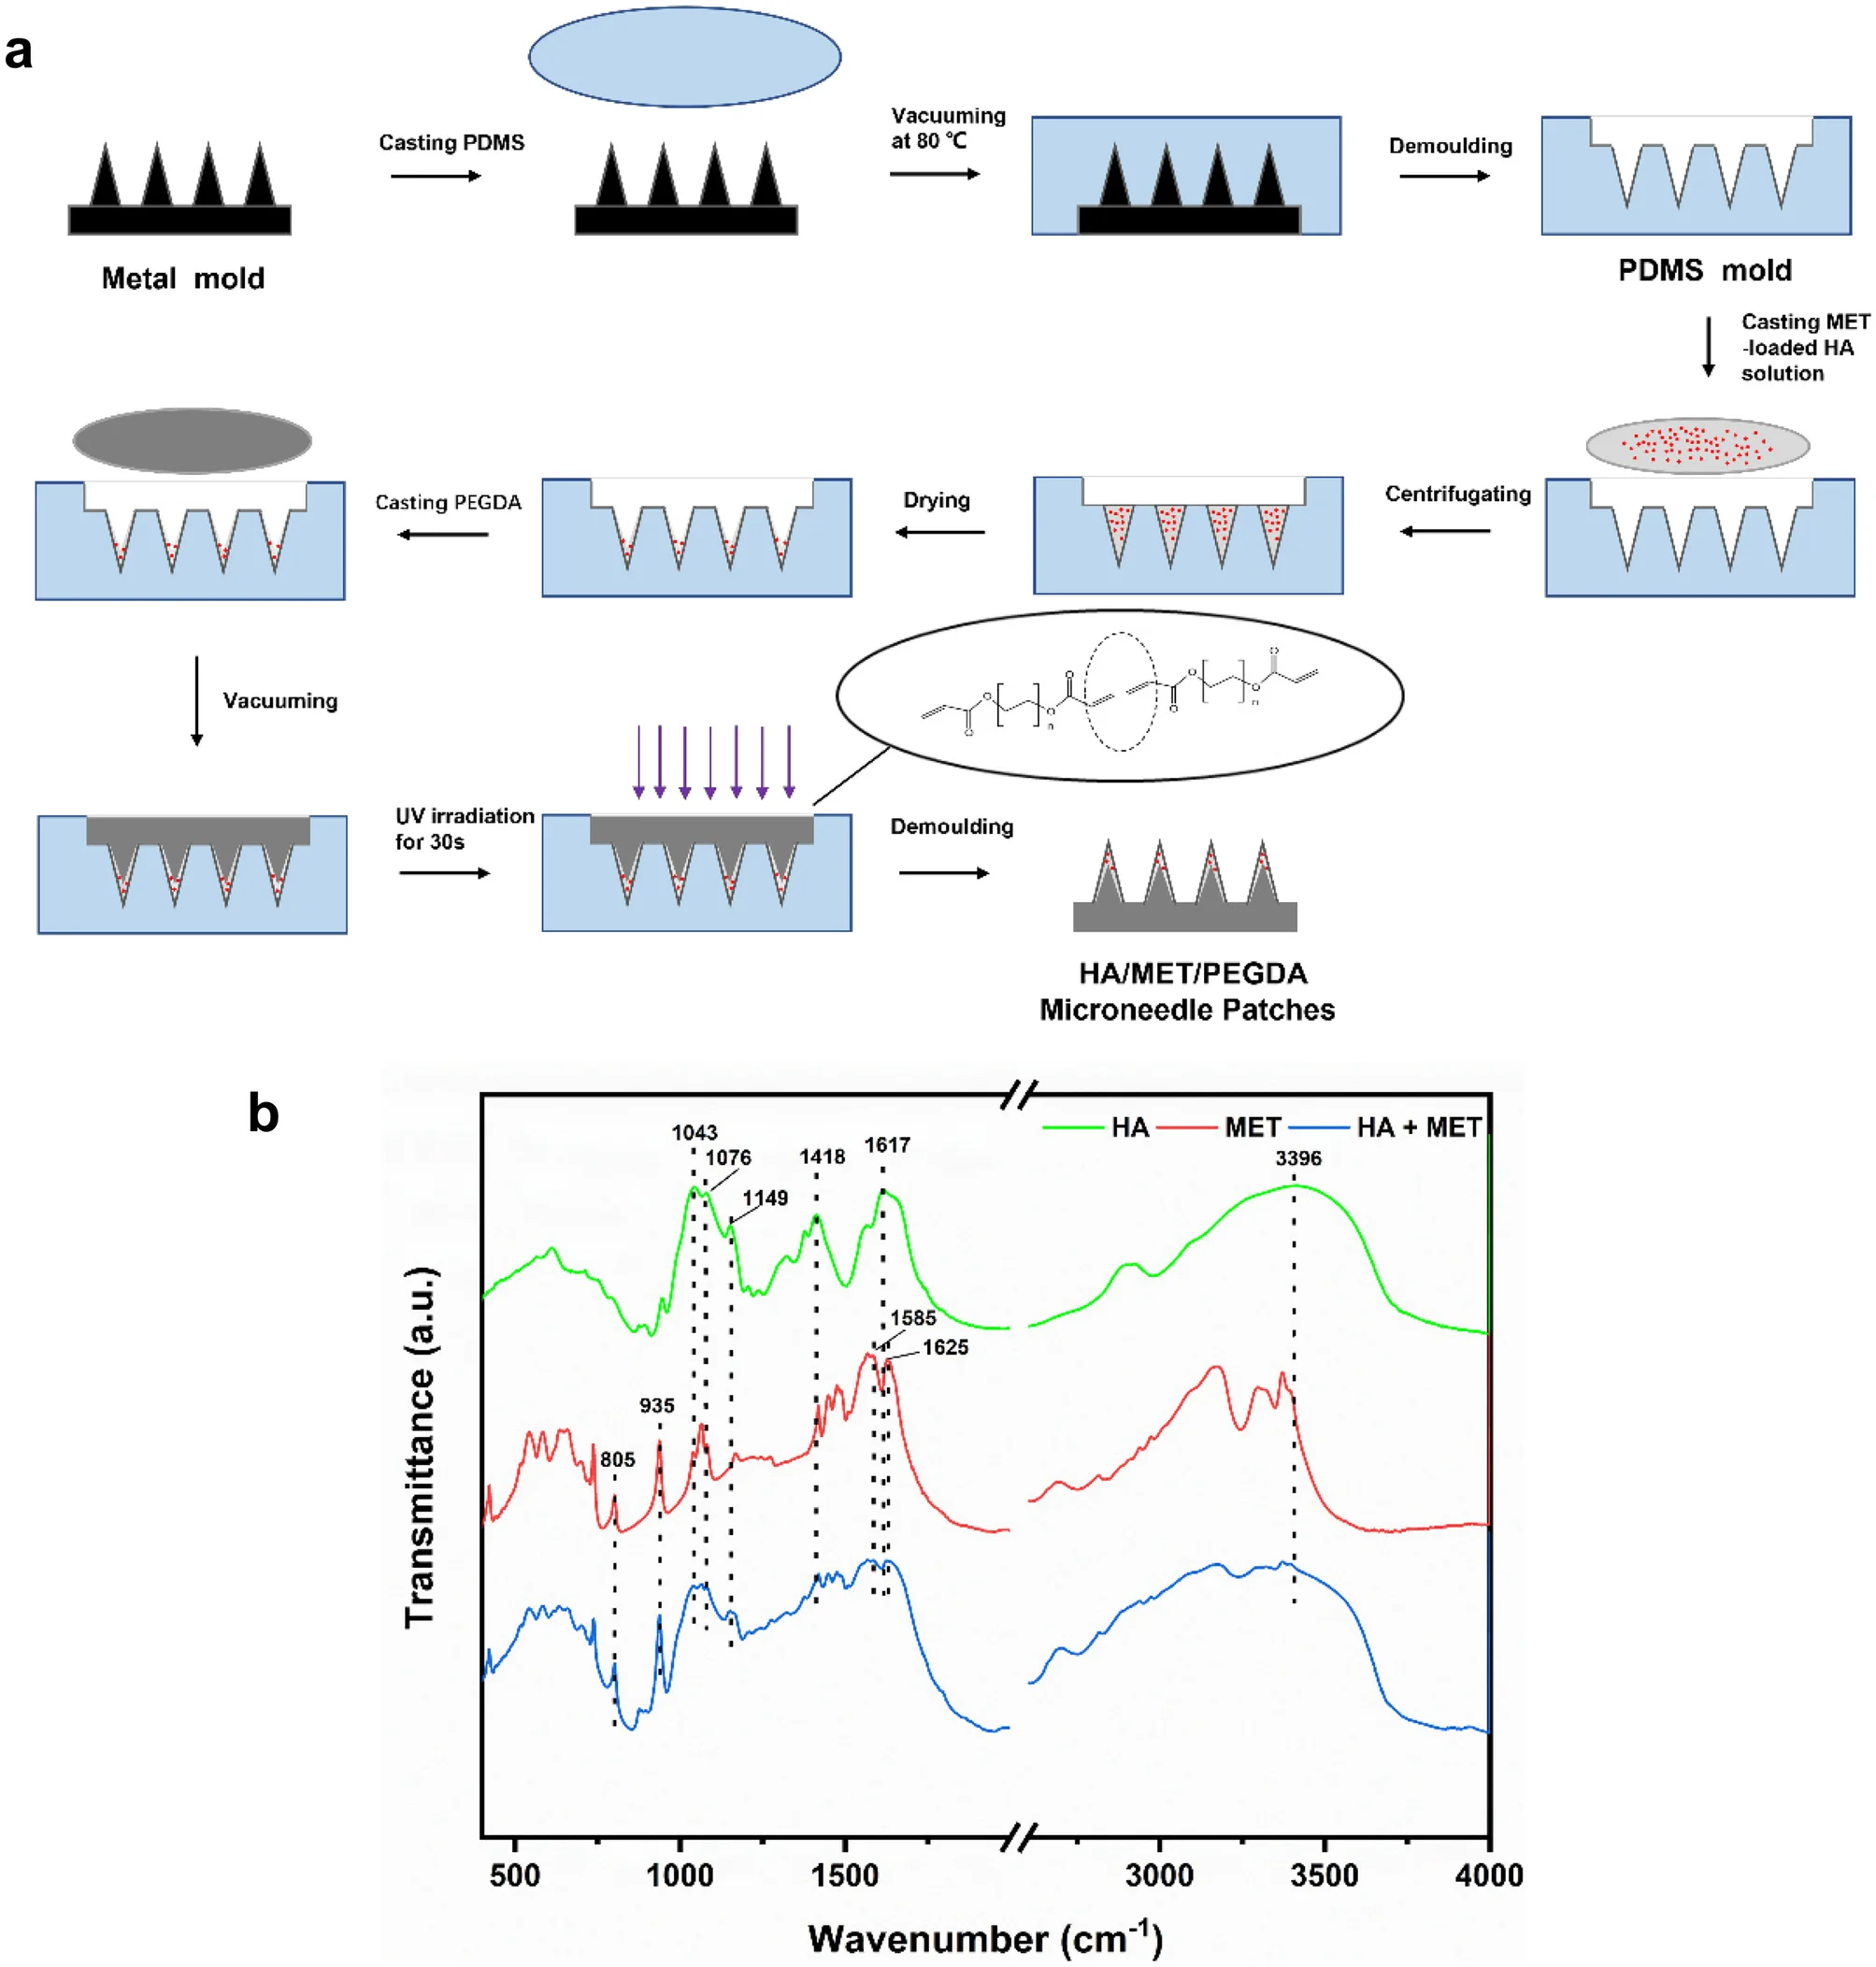 a
Casting PDMS
Vacuuming
at 80 ℃
Demoulding
Metal mold
PDMS mold
Casting MET
-loaded HA
solution
Centrifugating
Drying
Casting PEGDA
Vacuuming
O
O
O
O
n
O
O
O
O
n
UV irradiation
for 30s
Demoulding
HA/MET/PEGDA
Microneedle Patches
b
HA
MET
HA + MET
1043
1076
1149
1418
1617
3396
1585
1625
935
805
Transmittance (a.u.)
500
1000
1500
3000
3500
4000
Wavenumber (cm⁻¹)